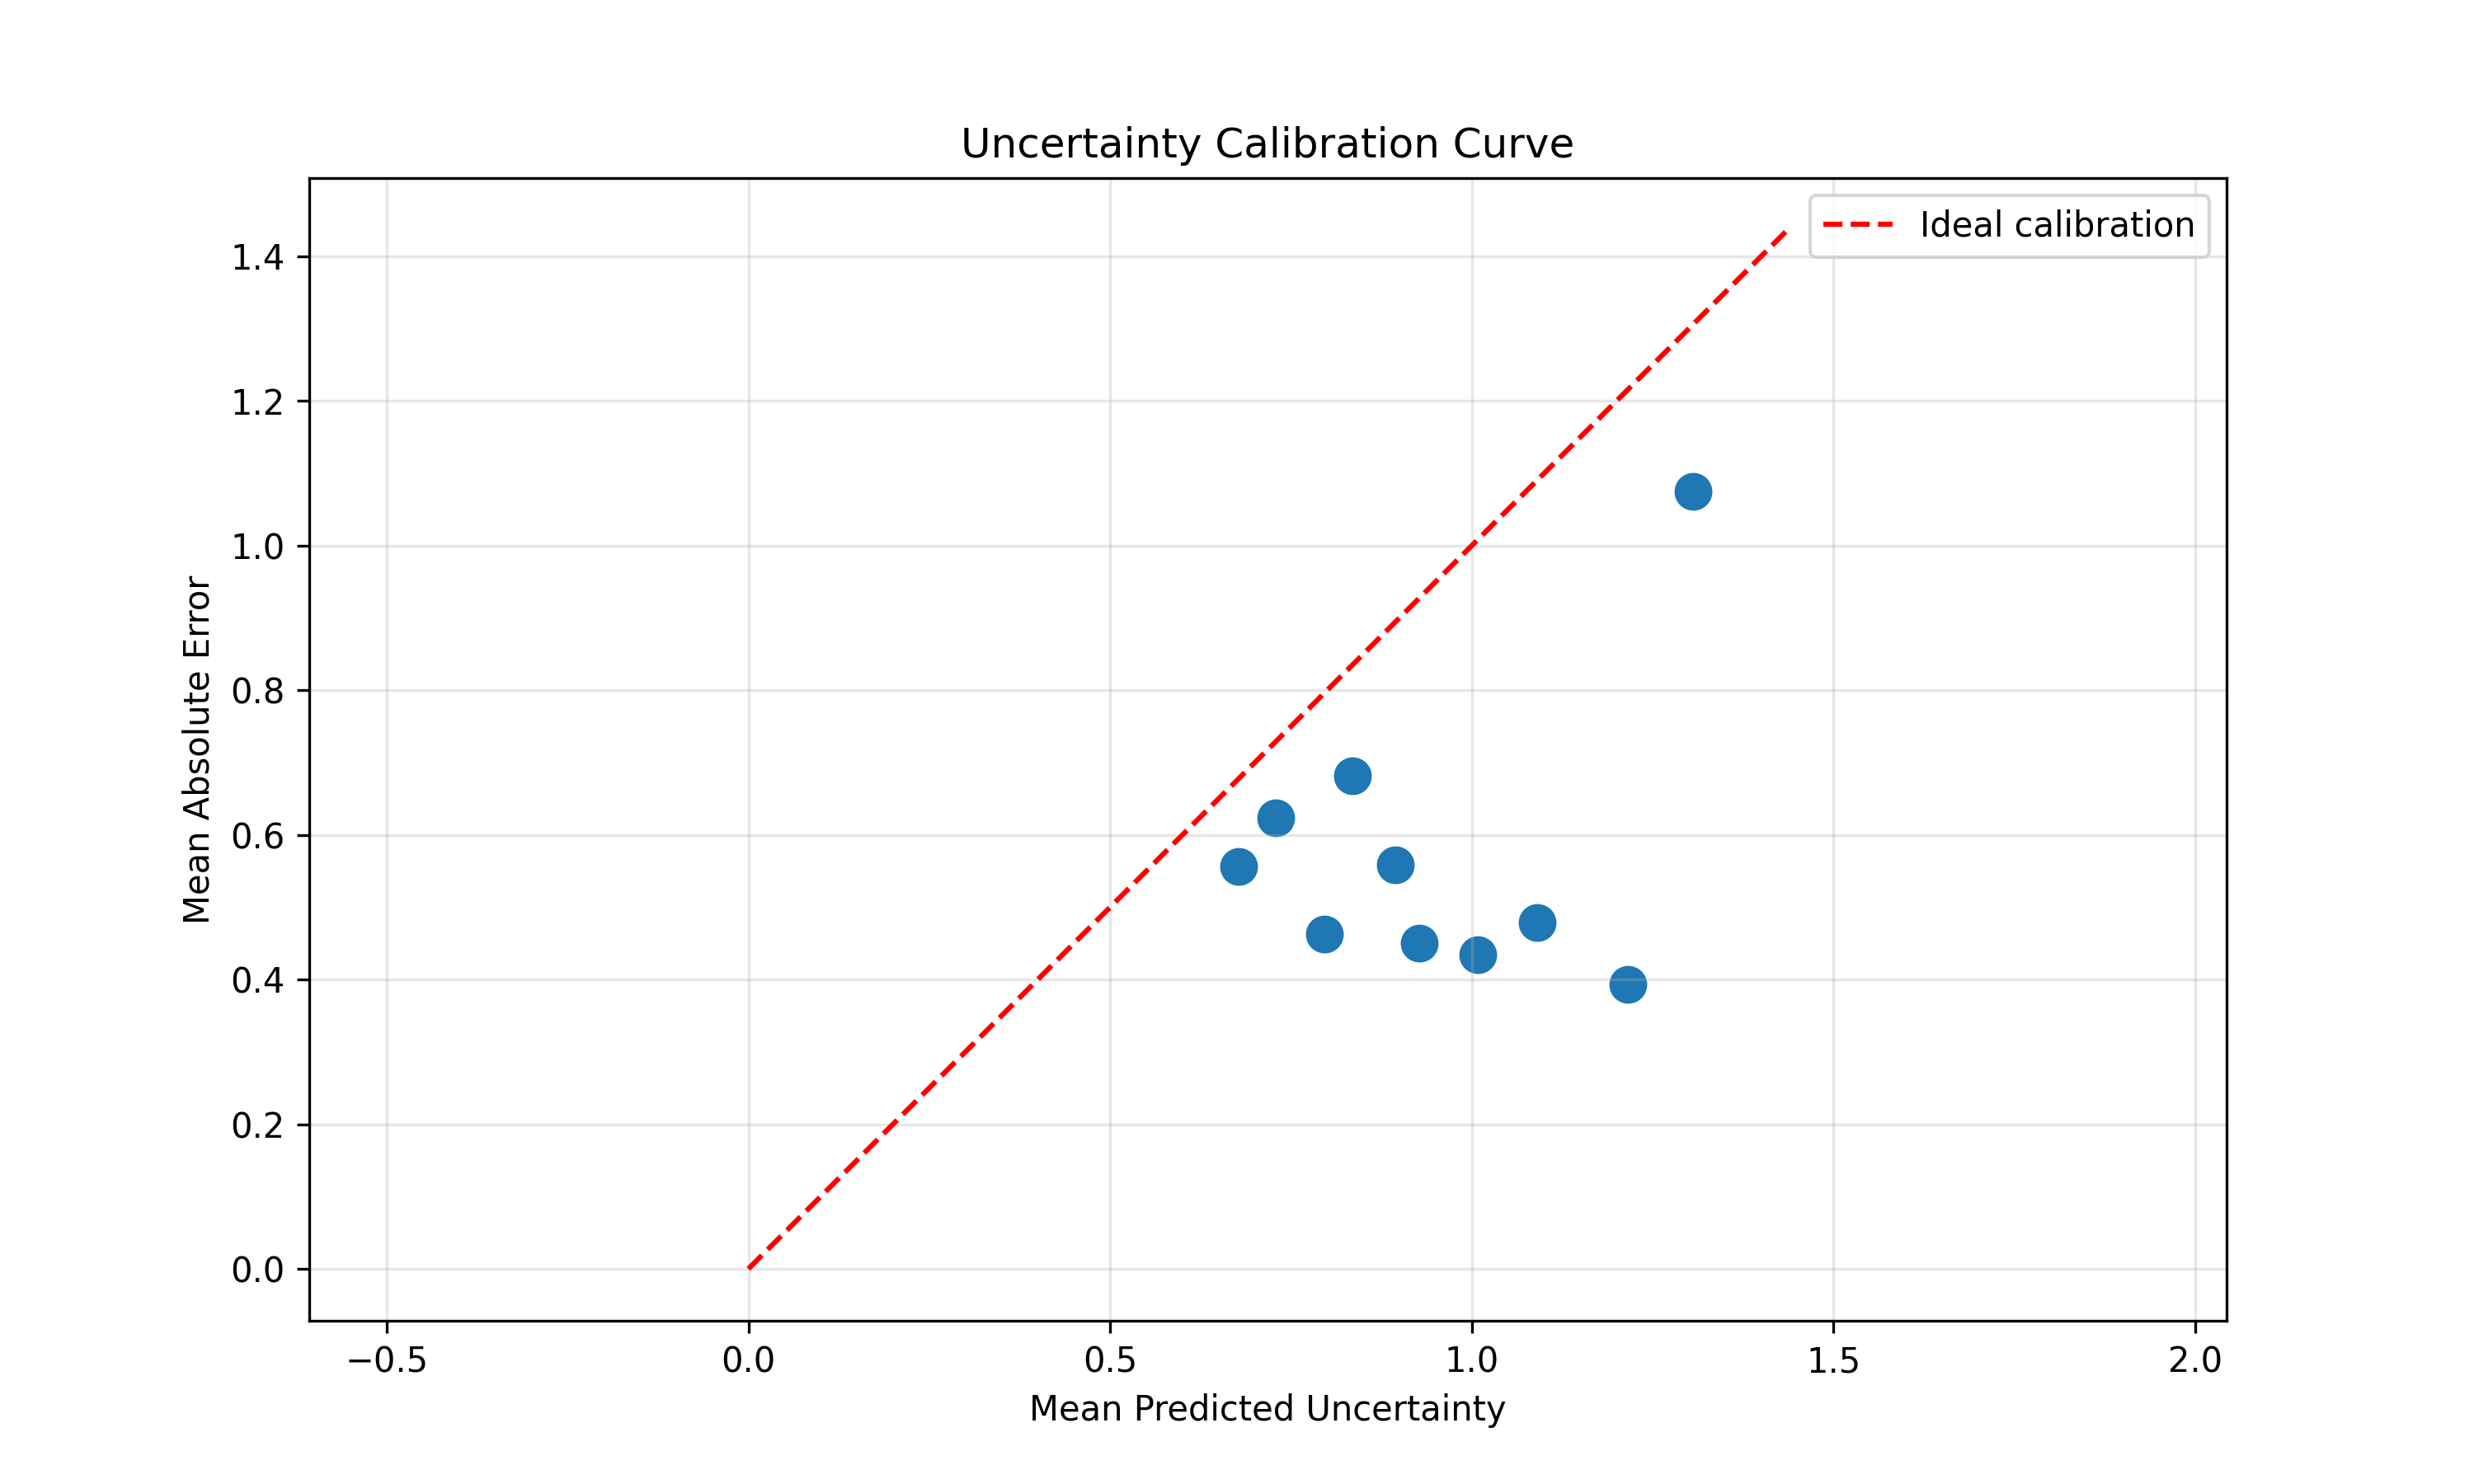 Uncertainty Calibration Curve
Ideal calibration
1.4
1.2
1.0
0.8
0.6
0.4
0.2
0.0
Mean Absolute Error
−0.5 0.0 0.5 1.0 1.5 2.0
Mean Predicted Uncertainty